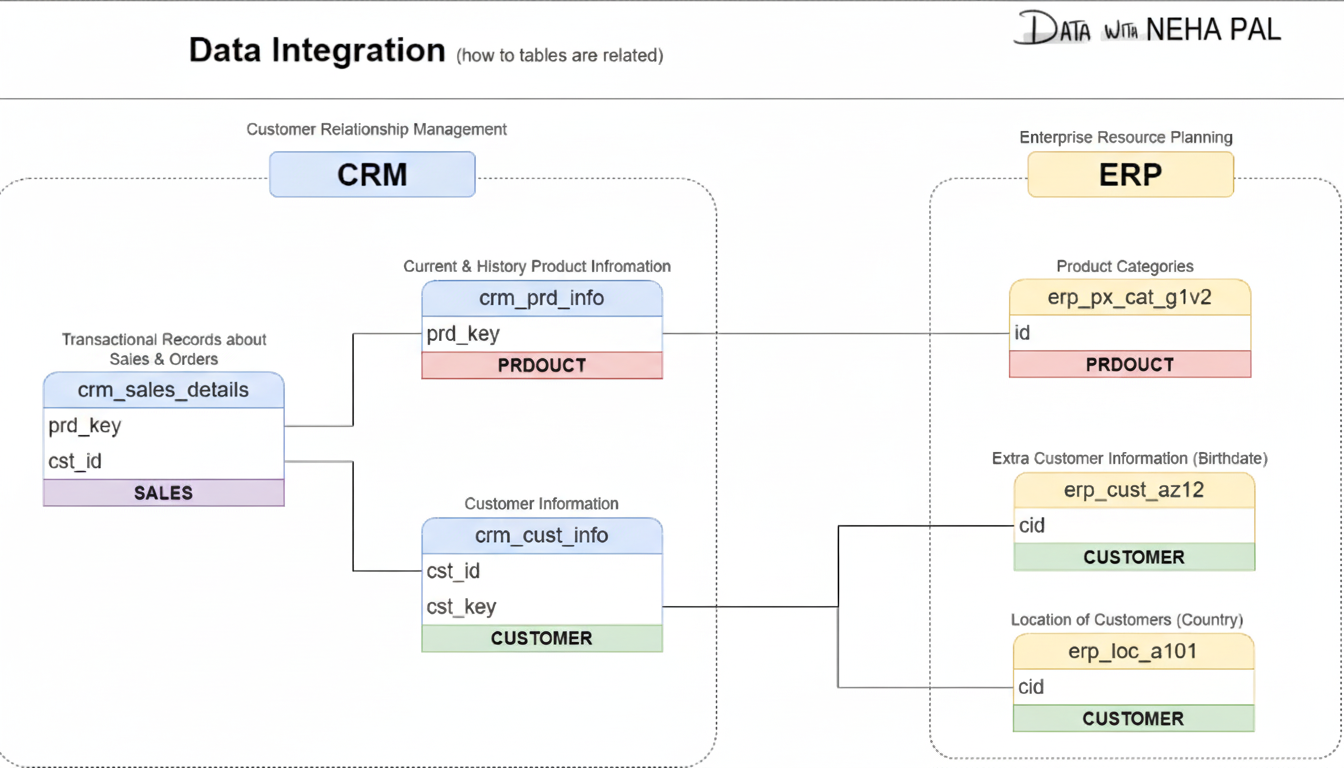 Data Integration (how to tables are related)
DATA WITH NEHA PAL
Customer Relationship Management
CRM
Enterprise Resource Planning
ERP
Current & History Product Infromation
crm_prd_info
prd_key
PRDOUCT
Product Categories
erp_px_cat_g1v2
id
PRDOUCT
Transactional Records about
Sales & Orders
crm_sales_details
prd_key
cst_id
SALES
Customer Information
crm_cust_info
cst_id
cst_key
CUSTOMER
Extra Customer Information (Birthdate)
erp_cust_az12
cid
CUSTOMER
Location of Customers (Country)
erp_loc_a101
cid
CUSTOMER